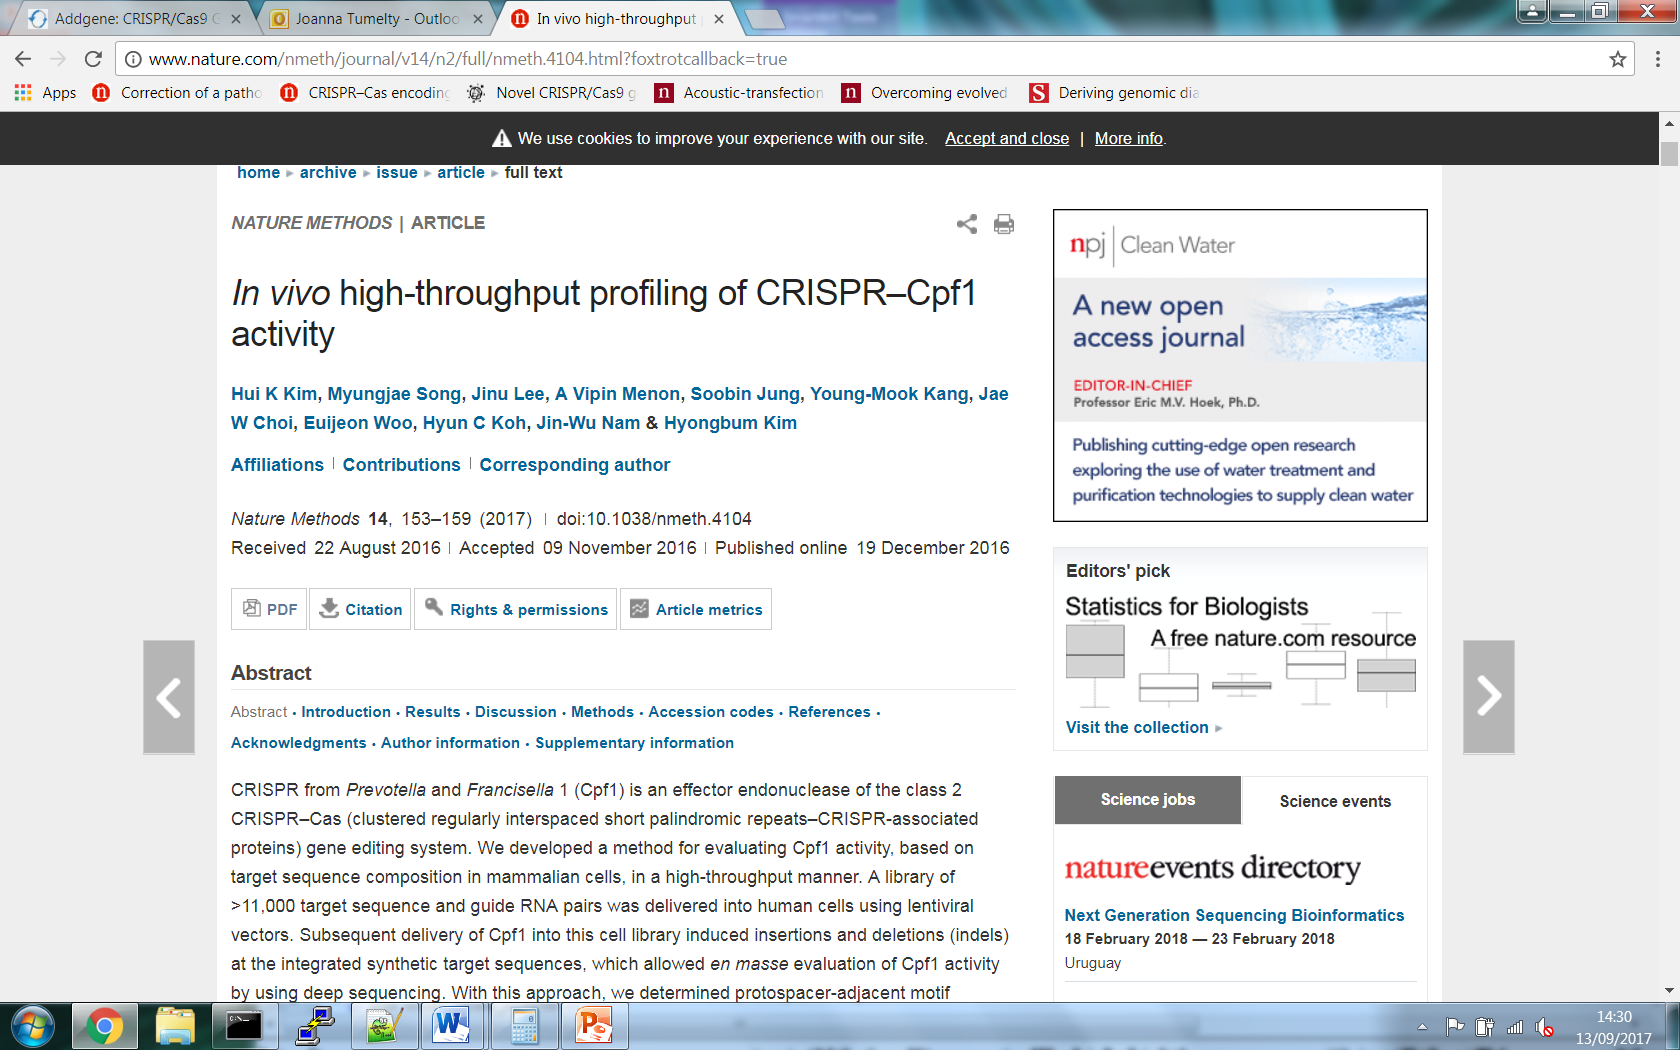 Addgene: CRISPR/Cas9 G
Joanna Tumelty - Outloo
In vivo high-throughput
www.nature.com/nmeth/journal/v14/n2/full/nmeth.4104.html?foxtrotcallback=true
Apps
Correction of a patho
CRISPR–Cas encoding
Novel CRISPR/Cas9 g
Acoustic-transfection
Overcoming evolved
Deriving genomic dia
We use cookies to improve your experience with our site. Accept and close | More info.
home ▸ archive ▸ issue ▸ article ▸ full text
NATURE METHODS | ARTICLE
In vivo high-throughput profiling of CRISPR–Cpf1
activity
Hui K Kim, Myungjae Song, Jinu Lee, A Vipin Menon, Soobin Jung, Young-Mook Kang, Jae
W Choi, Euijeon Woo, Hyun C Koh, Jin-Wu Nam & Hyongbum Kim
Affiliations | Contributions | Corresponding author
Nature Methods 14, 153–159 (2017) | doi:10.1038/nmeth.4104
Received 22 August 2016 | Accepted 09 November 2016 | Published online 19 December 2016
PDF
Citation
Rights & permissions
Article metrics
Abstract
Abstract • Introduction • Results • Discussion • Methods • Accession codes • References •
Acknowledgments • Author information • Supplementary information
CRISPR from Prevotella and Francisella 1 (Cpf1) is an effector endonuclease of the class 2
CRISPR–Cas (clustered regularly interspaced short palindromic repeats–CRISPR-associated
proteins) gene editing system. We developed a method for evaluating Cpf1 activity, based on
target sequence composition in mammalian cells, in a high-throughput manner. A library of
>11,000 target sequence and guide RNA pairs was delivered into human cells using lentiviral
vectors. Subsequent delivery of Cpf1 into this cell library induced insertions and deletions (indels)
at the integrated synthetic target sequences, which allowed en masse evaluation of Cpf1 activity
by using deep sequencing. With this approach, we determined protospacer-adjacent motif
npj | Clean Water
A new open
access journal
EDITOR-IN-CHIEF
Professor Eric M.V. Hoek, Ph.D.
Publishing cutting-edge open research
exploring the use of water treatment and
purification technologies to supply clean water
Editors' pick
Statistics for Biologists
A free nature.com resource
Visit the collection ▸
Science jobs
Science events
natureevents directory
Next Generation Sequencing Bioinformatics
18 February 2018 — 23 February 2018
Uruguay
14:30
13/09/2017